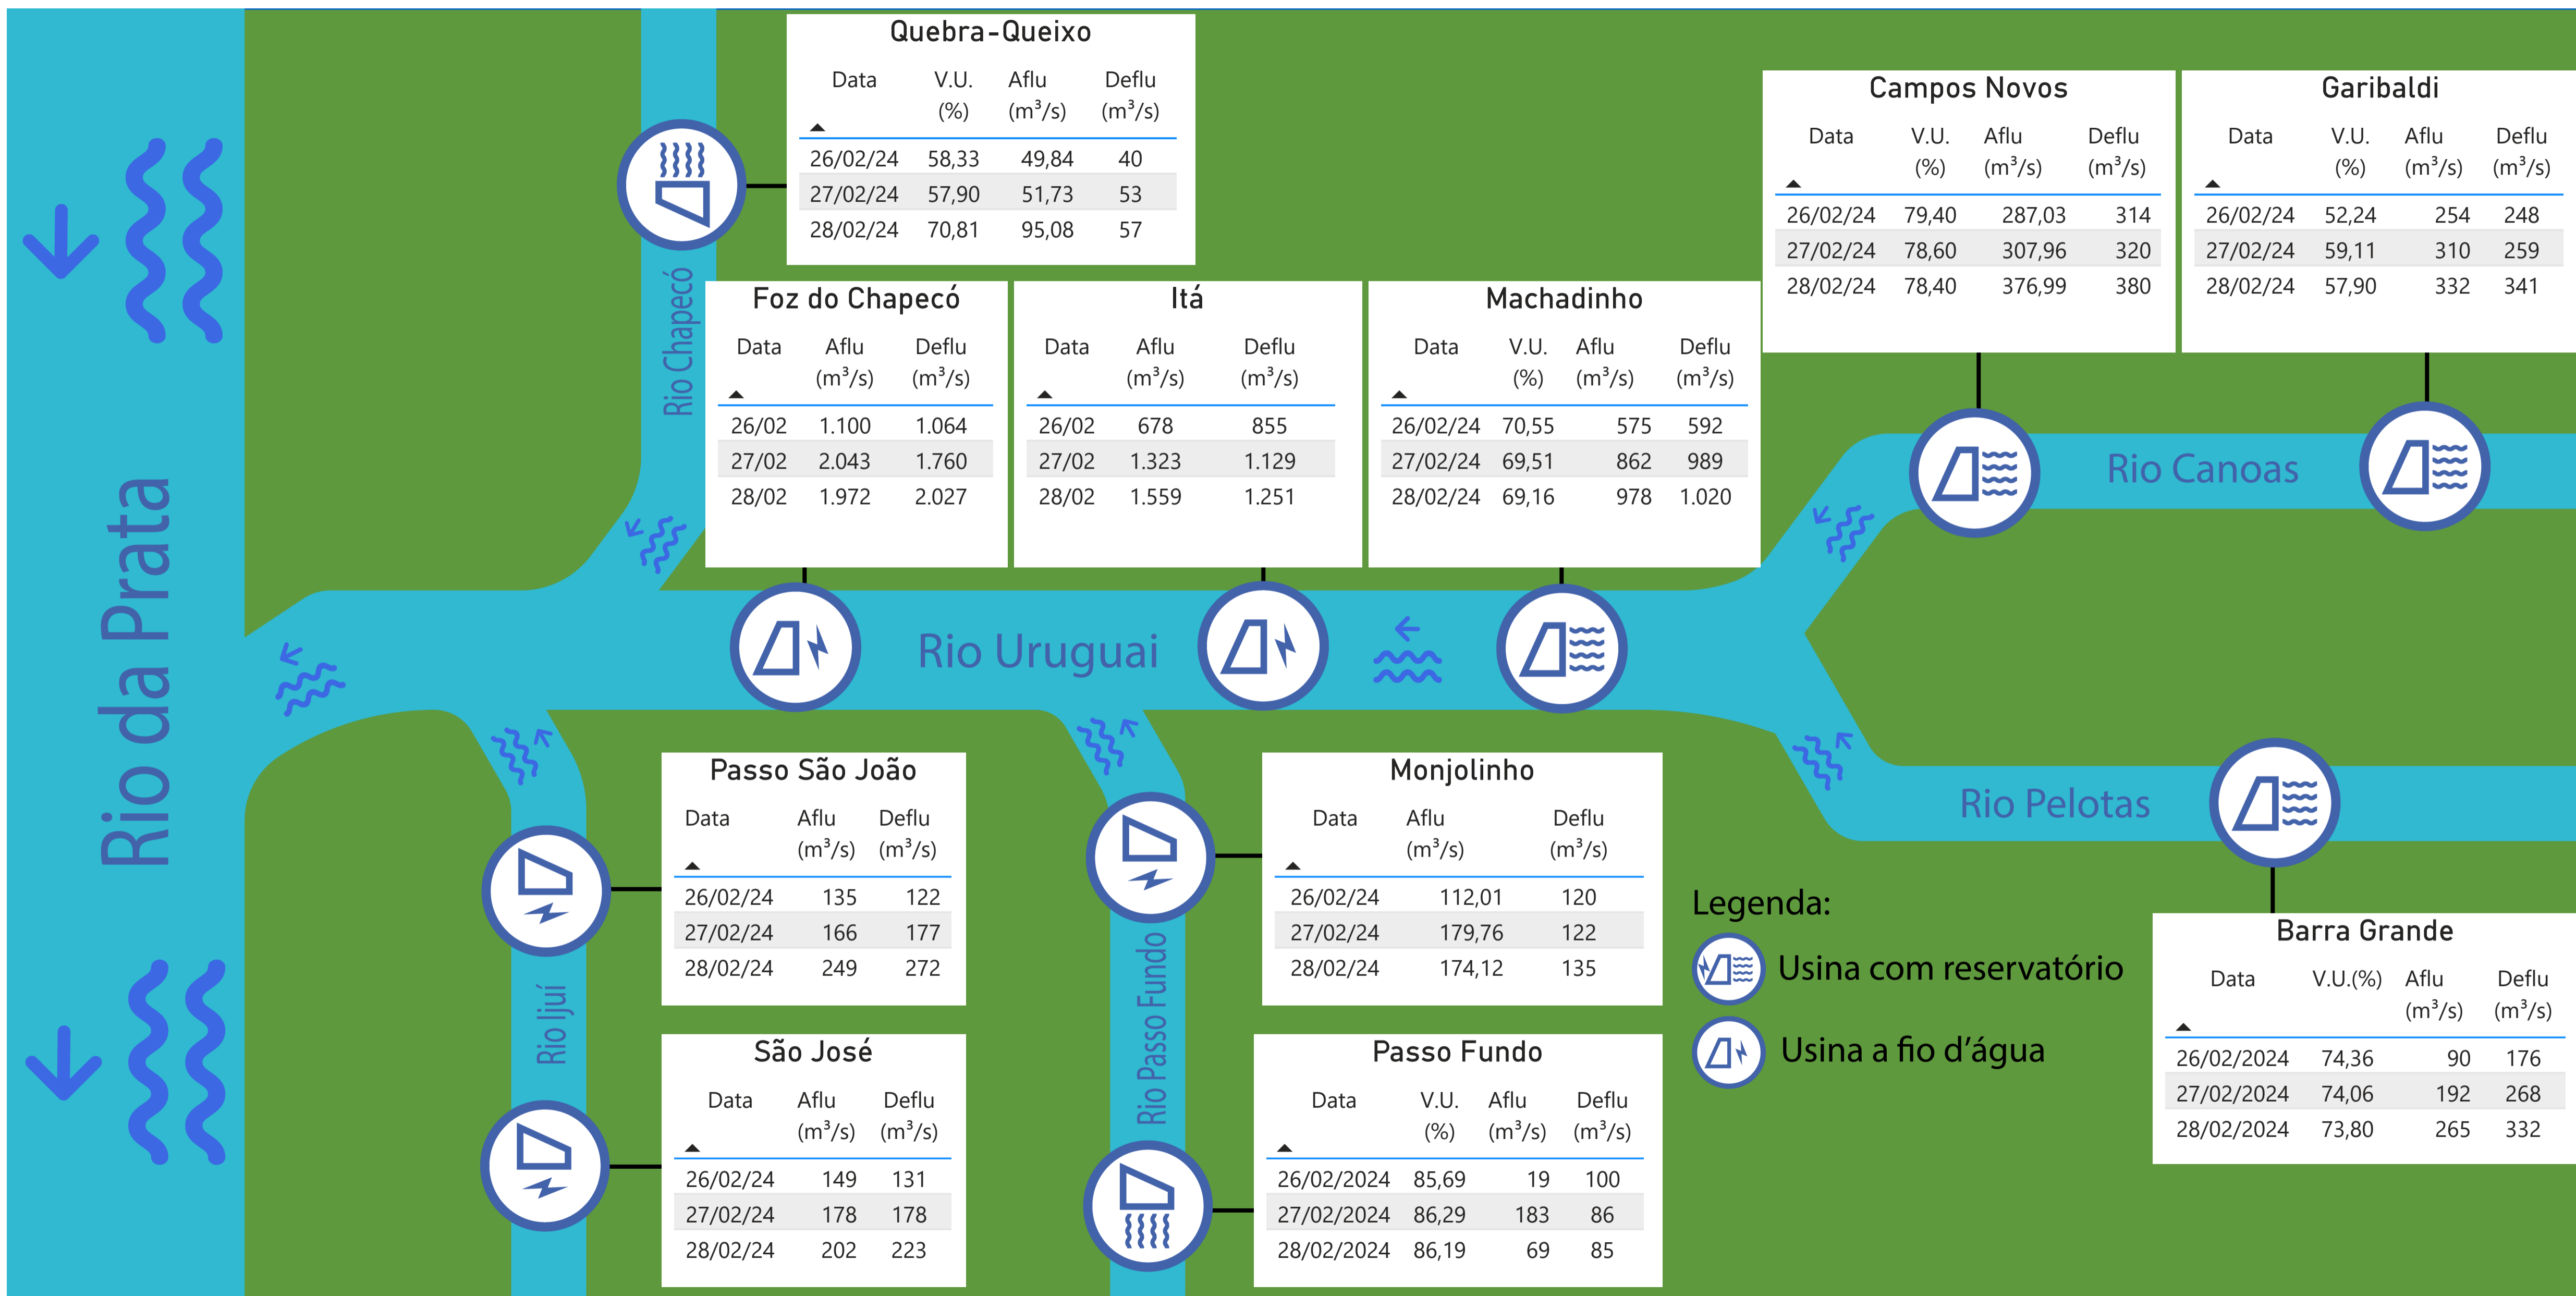 Rio da Prata
Quebra-Queixo
Data V.U. Aflu Deflu
(%) (m³/s) (m³/s)
26/02/24 58,33 49,84 40
27/02/24 57,90 51,73 53
28/02/24 70,81 95,08 57
Rio Chapecó
Foz do Chapecó
Data Aflu Deflu
(m³/s) (m³/s)
26/02 1.100 1.064
27/02 2.043 1.760
28/02 1.972 2.027
Itá
Data Aflu Deflu
(m³/s) (m³/s)
26/02 678 855
27/02 1.323 1.129
28/02 1.559 1.251
Machadinho
Data V.U. Aflu Deflu
(%) (m³/s) (m³/s)
26/02/24 70,55 575 592
27/02/24 69,51 862 989
28/02/24 69,16 978 1.020
Campos Novos
Data V.U. Aflu Deflu
(%) (m³/s) (m³/s)
26/02/24 79,40 287,03 314
27/02/24 78,60 307,96 320
28/02/24 78,40 376,99 380
Garibaldi
Data V.U. Aflu Deflu
(%) (m³/s) (m³/s)
26/02/24 52,24 254 248
27/02/24 59,11 310 259
28/02/24 57,90 332 341
Rio Canoas
Rio Uruguai
Rio Pelotas
Passo São João
Data Aflu Deflu
(m³/s) (m³/s)
26/02/24 135 122
27/02/24 166 177
28/02/24 249 272
Rio Ijuí
São José
Data Aflu Deflu
(m³/s) (m³/s)
26/02/24 149 131
27/02/24 178 178
28/02/24 202 223
Monjolinho
Data Aflu Deflu
(m³/s) (m³/s)
26/02/24 112,01 120
27/02/24 179,76 122
28/02/24 174,12 135
Rio Passo Fundo
Passo Fundo
Data V.U. Aflu Deflu
(%) (m³/s) (m³/s)
26/02/2024 85,69 19 100
27/02/2024 86,29 183 86
28/02/2024 86,19 69 85
Legenda:
Usina com reservatório
Usina a fio d’água
Barra Grande
Data V.U.(%) Aflu Deflu
(m³/s) (m³/s)
26/02/2024 74,36 90 176
27/02/2024 74,06 192 268
28/02/2024 73,80 265 332